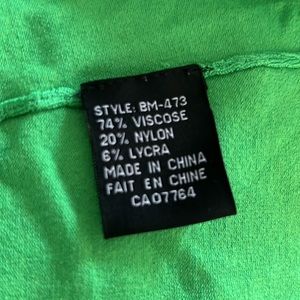 STYLE: BM-473
74% VISCOSE
20% NYLON
6% LYCRA
MADE IN CHINA
FAIT EN CHINE
CA07764